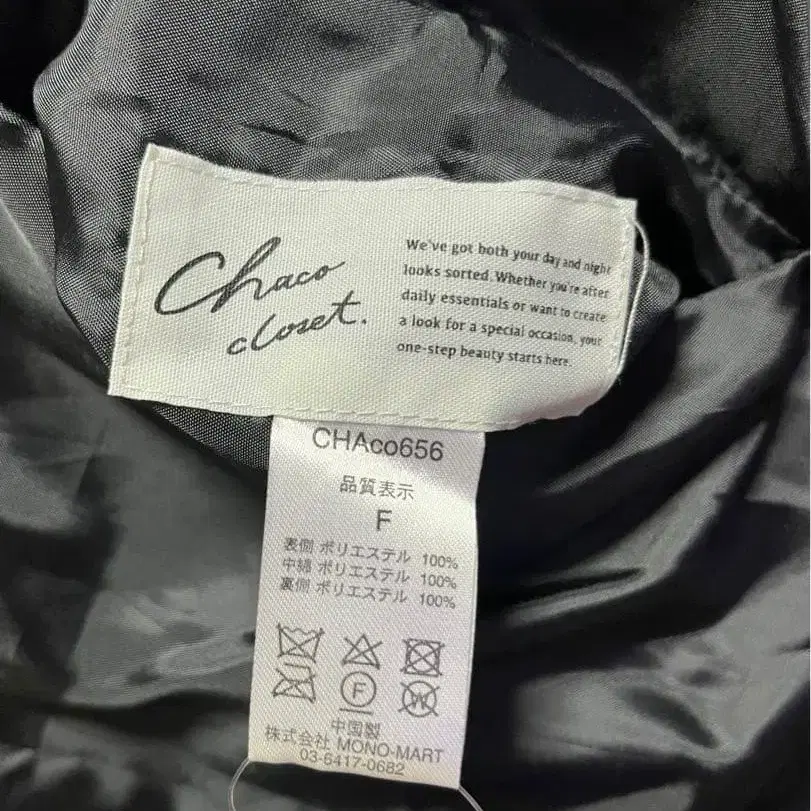 Chaco
closet.
We've got both your day and night
looks sorted. Whether you're after
daily essentials or want to create
a look for a special occasion, your
one-step beauty starts here.
CHAco656
品質表示
F
表側 ポリエステル 100%
中綿 ポリエステル 100%
裏側 ポリエステル 100%
F
W
中国製
株式会社 MONO-MART
03-6417-0682